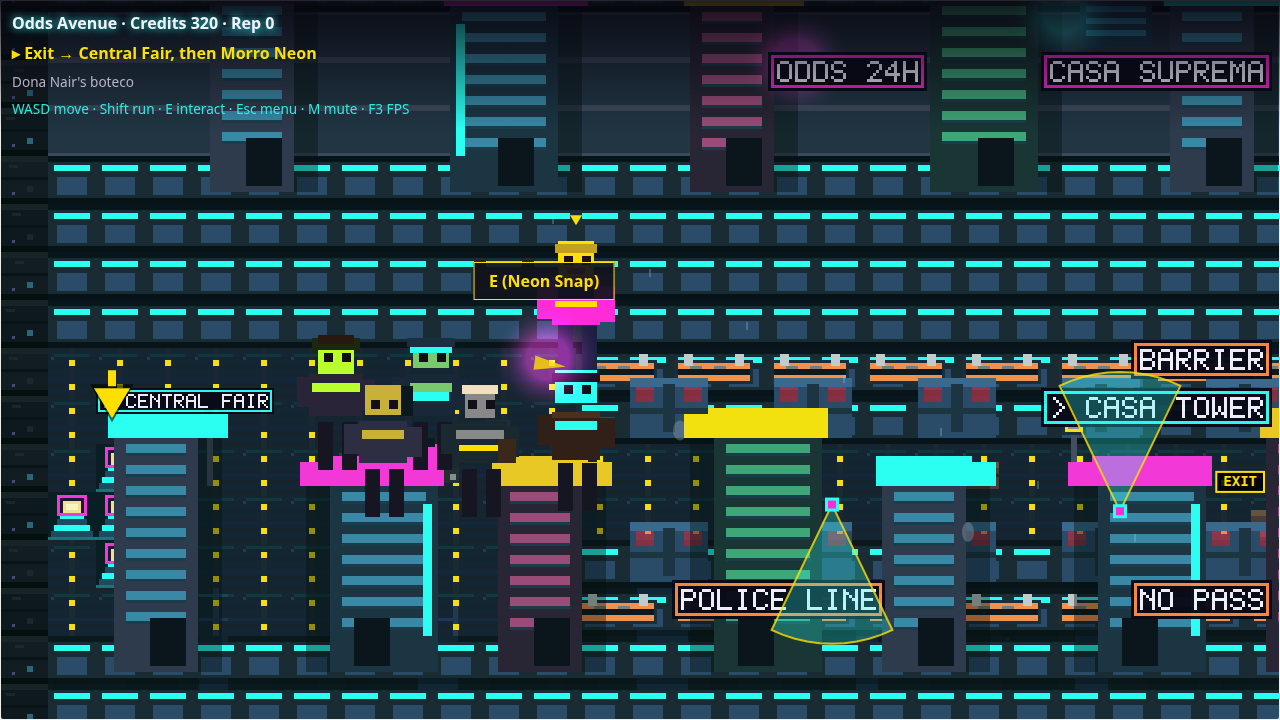 Odds Avenue · Credits 320 · Rep 0
▸ Exit → Central Fair, then Morro Neon
Dona Nair's boteco
WASD move · Shift run · E interact · Esc menu · M mute · F3 FPS
ODDS 24H
CASA SUPREMA
E (Neon Snap)
BARRIER
CENTRAL FAIR
> CASA TOWER
EXIT
POLICE LINE
NO PASS